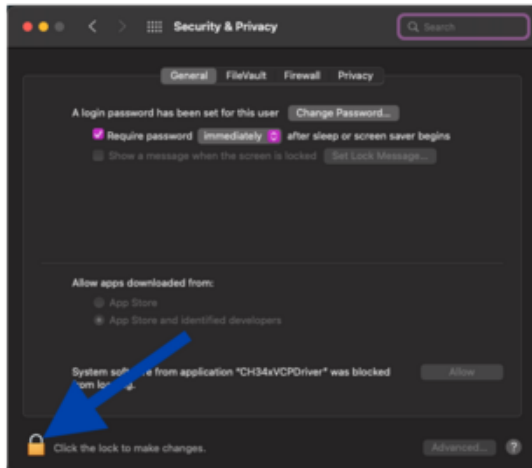 Security & Privacy
Search
General FileVault Firewall Privacy
A login password has been set for this user Change Password...
Require password immediately after sleep or screen saver begins
Show a message when the screen is locked Set Lock Message...
Allow apps downloaded from:
App Store
App Store and identified developers
System software from application "CH34xVCPDriver" was blocked Allow
from loading.
Click the lock to make changes. Advanced... ?